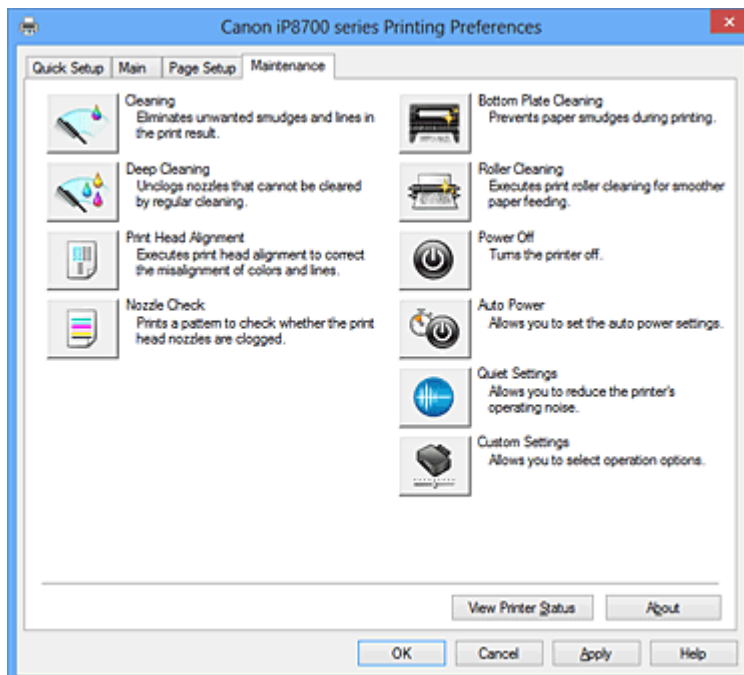 Canon iP8700 series Printing Preferences
Quick Setup Main Page Setup Maintenance
Cleaning
Eliminates unwanted smudges and lines in
the print result.
Deep Cleaning
Unclogs nozzles that cannot be cleared
by regular cleaning.
Print Head Alignment
Executes print head alignment to correct
the misalignment of colors and lines.
Nozzle Check
Prints a pattern to check whether the print
head nozzles are clogged.
Bottom Plate Cleaning
Prevents paper smudges during printing.
Roller Cleaning
Executes print roller cleaning for smoother
paper feeding.
Power Off
Turns the printer off.
Auto Power
Allows you to set the auto power settings.
Quiet Settings
Allows you to reduce the printer's
operating noise.
Custom Settings
Allows you to select operation options.
View Printer Status About
OK Cancel Apply Help